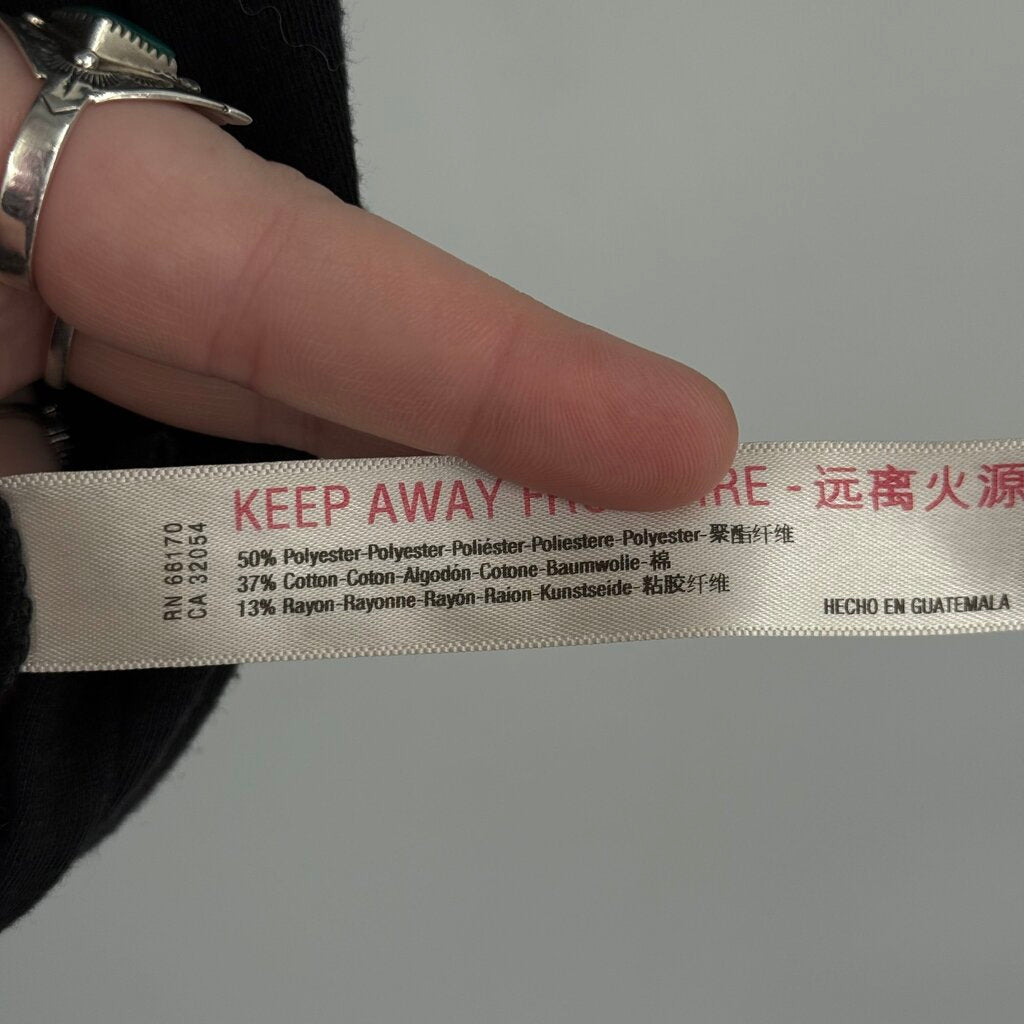 KEEP AWAY FIRE - 远离火源
RN 66170
CA 32054
50% Polyester-Polyester-Poliéster-Poliestere-Polyester-聚酯纤维
37% Cotton-Coton-Algodón-Cotone-Baumwolle-棉
13% Rayon-Rayonne-Rayón-Raion-Kunstseide-粘胶纤维
HECHO EN GUATEMALA